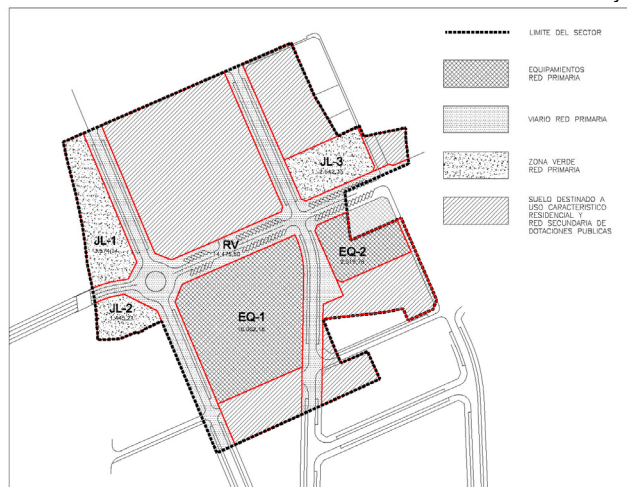 LIMITE DEL SECTOR
EQUIPAMIENTOS
RED PRIMARIA
VIARIO RED PRIMARIA
ZONA VERDE
RED PRIMARIA
SUELO DESTINADO A
USO CARACTERISTICO
RESIDENCIAL Y
RED SECUNDARIA DE
DOTACIONES PUBLICAS
JL-3
JL-1
RV
EQ-2
JL-2
EQ-1